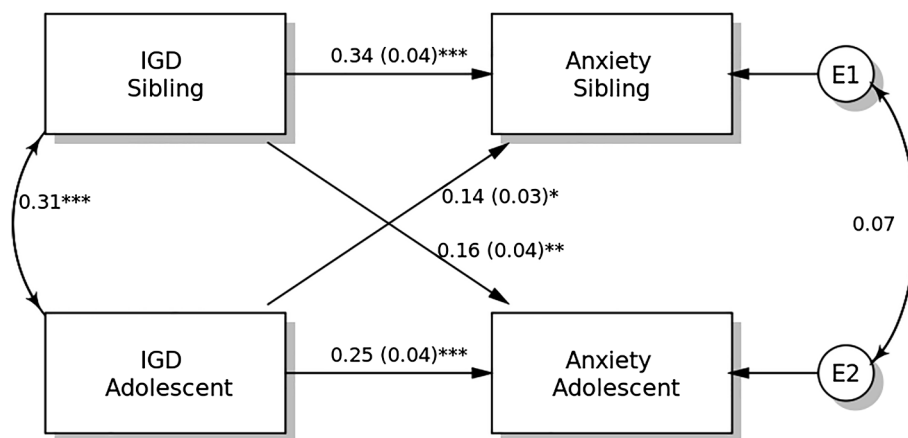 IGD
Sibling
0.34 (0.04)***
Anxiety
Sibling
E1
0.31***
0.14 (0.03)*
0.07
0.16 (0.04)**
IGD
Adolescent
0.25 (0.04)***
Anxiety
Adolescent
E2